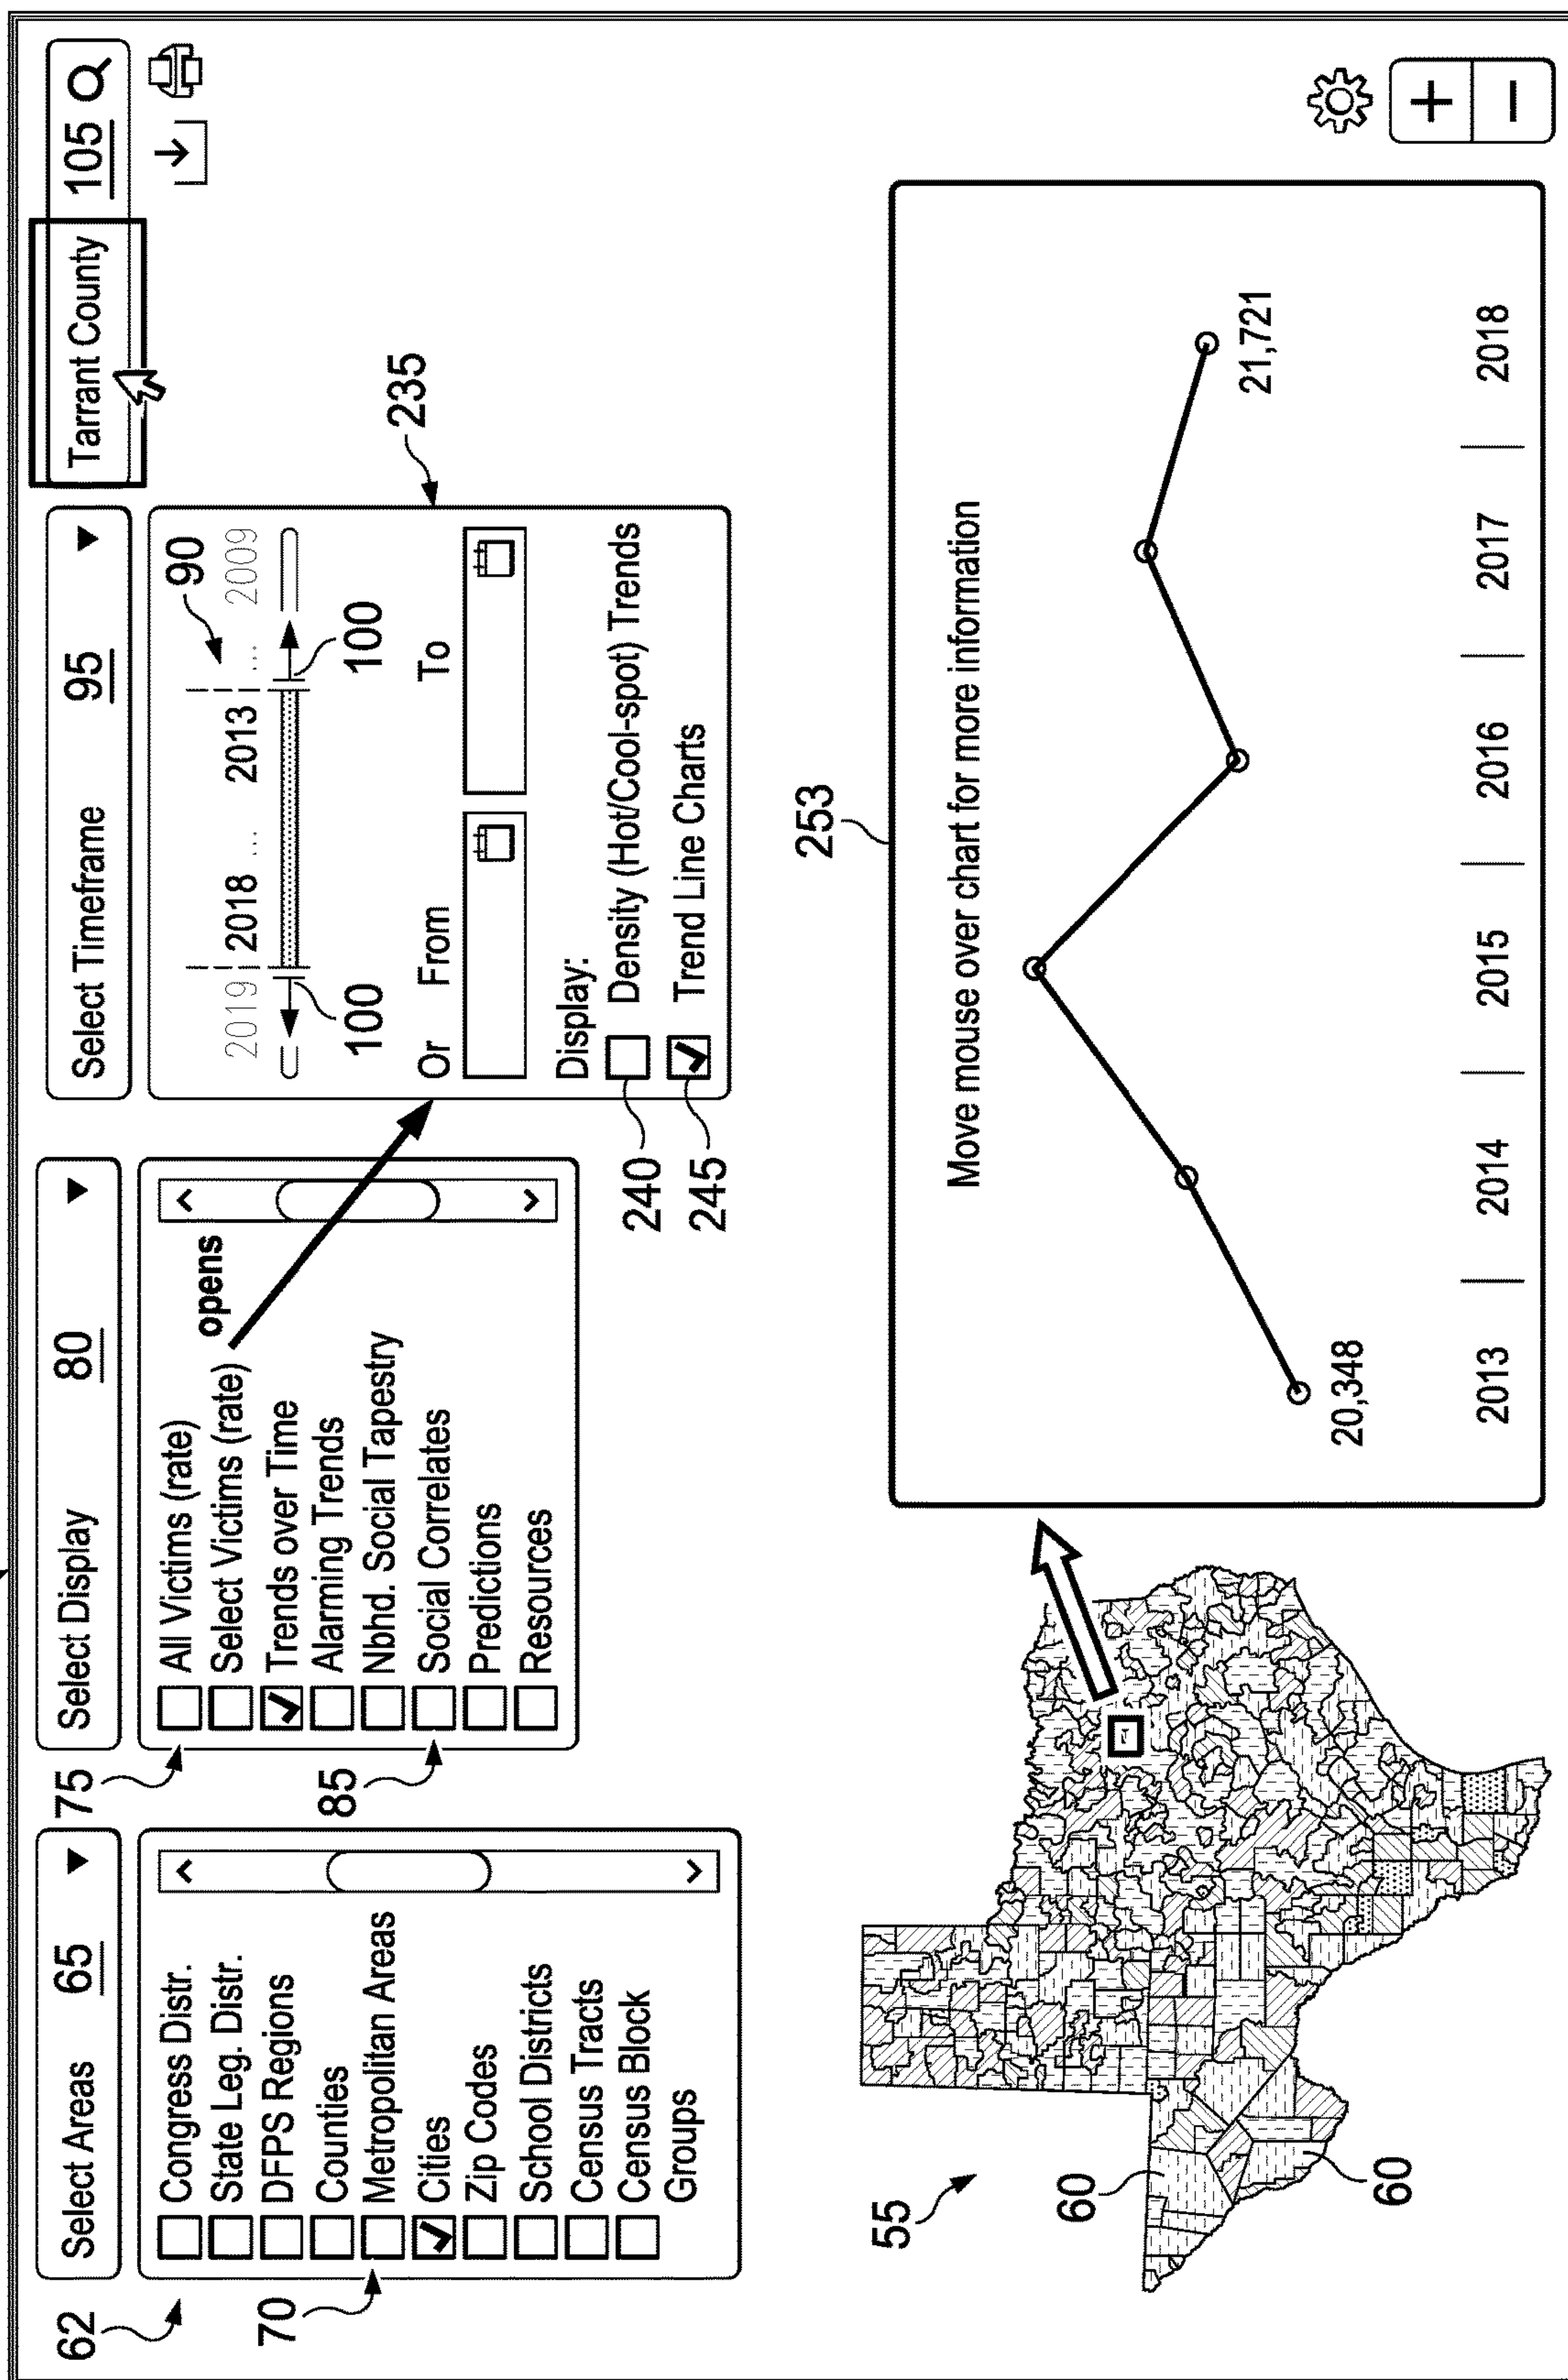 62
Select Areas 65
Congress Distr.
State Leg. Distr.
DFPS Regions
Counties
Metropolitan Areas
Cities
Zip Codes
School Districts
Census Tracts
Census Block
Groups
70
Select Display 80
75
All Victims (rate)
Select Victims (rate)
Trends over Time
Alarming Trends
Nbhd. Social Tapestry
Social Correlates
Predictions
Resources
85
opens
Select Timeframe 95
2019 2018 ... 2013 ... 2009
90
100 100
Or From To
Display:
Density (Hot/Cool-spot) Trends
Trend Line Charts
240
245
235
Tarrant County 105
55
60
60
253
Move mouse over chart for more information
20,348
21,721
2013 2014 2015 2016 2017 2018
+
−